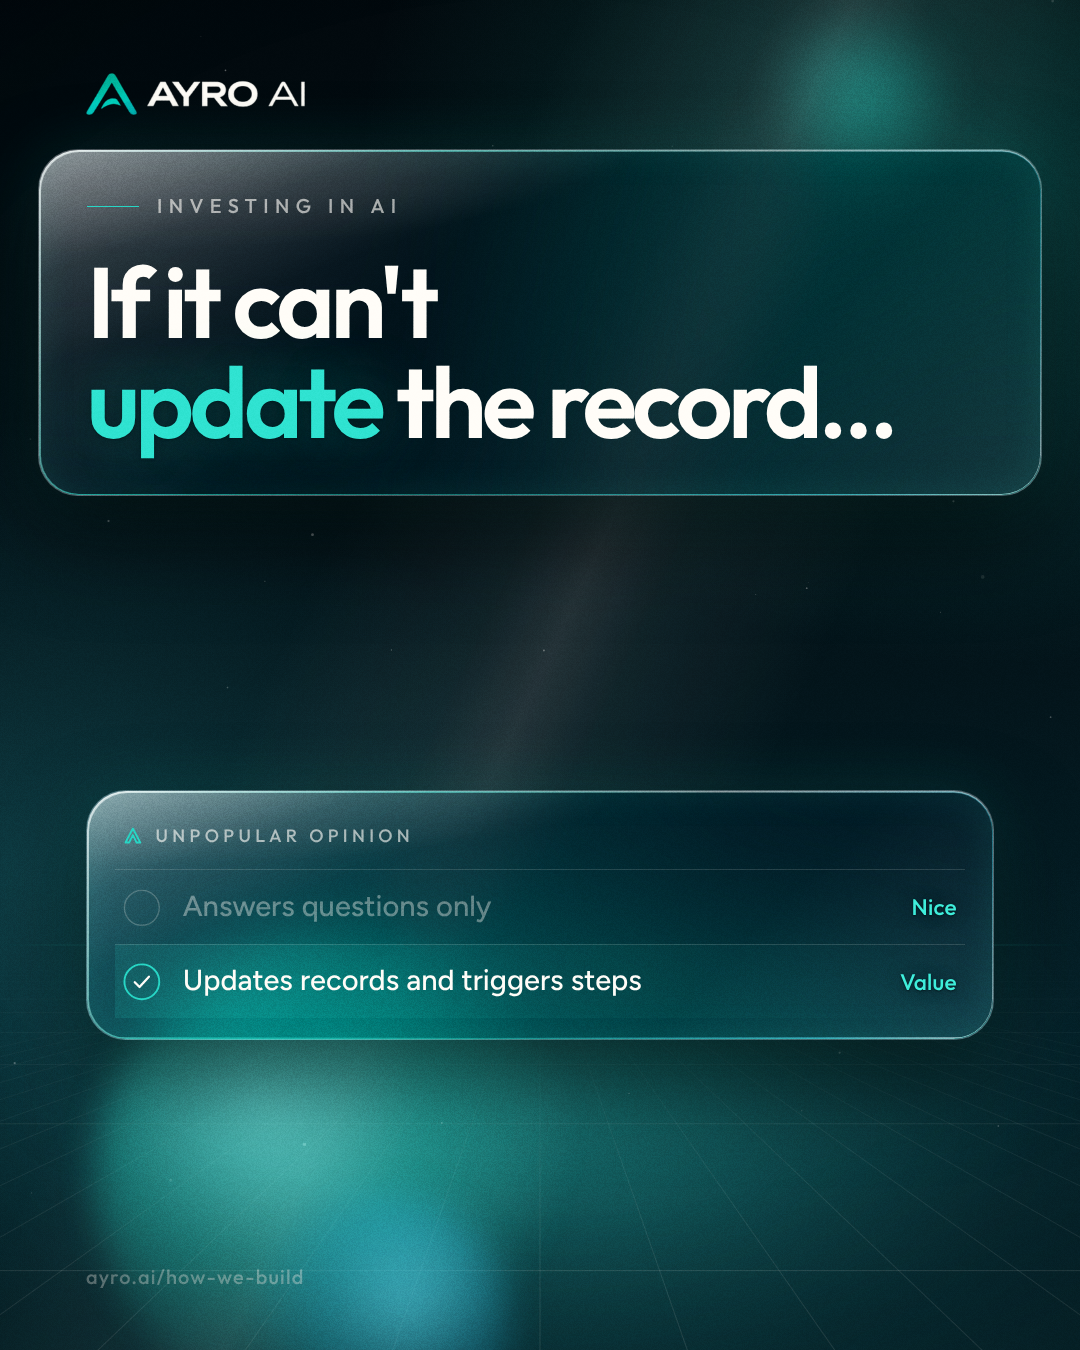 AYRO AI
INVESTING IN AI
If it can't
update the record...
UNPOPULAR OPINION
Answers questions only
Nice
Updates records and triggers steps
Value
ayro.ai/how-we-build